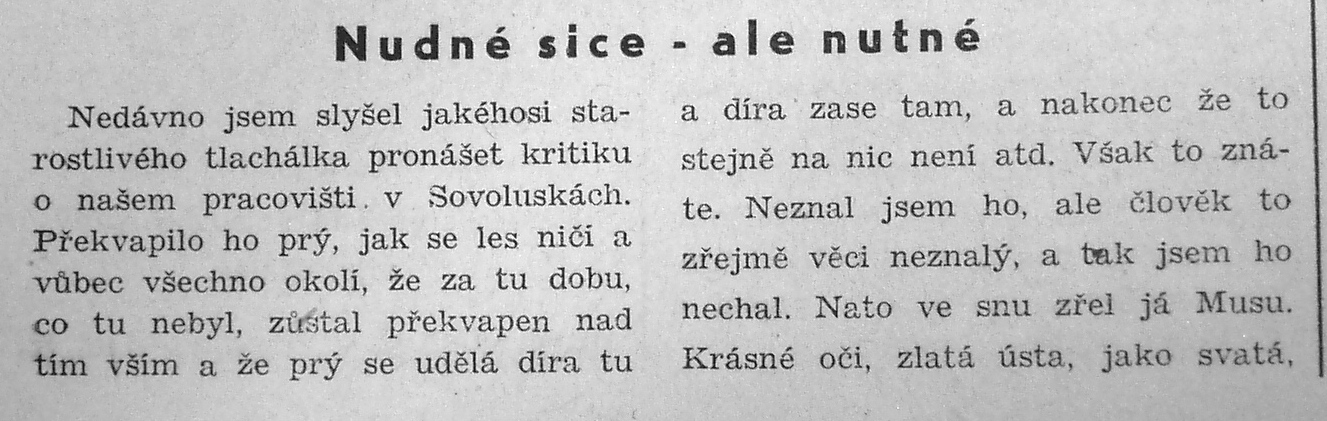 Nudné sice - ale nutné
Nedávno jsem slyšel jakéhosi sta-
rostlivého tlachálka pronášet kritiku
o našem pracovišti v Sovoluskách.
Překvapilo ho prý, jak se les ničí a
vůbec všechno okolí, že za tu dobu,
co tu nebyl, zůstal překvapen nad
tím vším a že prý se udělá díra tu
a díra zase tam, a nakonec že to
stejně na nic není atd. Však to zná-
te. Neznal jsem ho, ale člověk to
zřejmě věci neznalý, a tak jsem ho
nechal. Nato ve snu zřel já Musu.
Krásné oči, zlatá ústa, jako svatá,